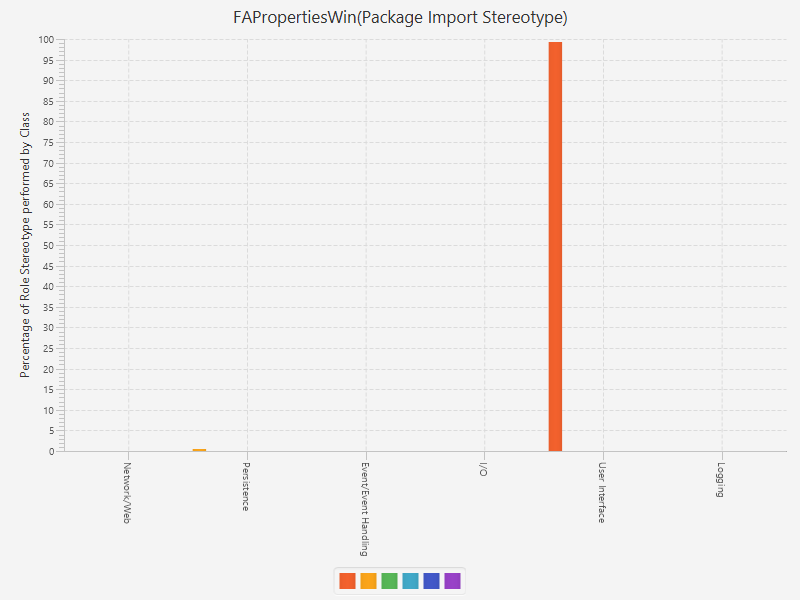 FAPropertiesWin(Package Import Stereotype)
Percentage of Role Stereotype performed by Class
100
95
90
85
80
75
70
65
60
55
50
45
40
35
30
25
20
15
10
5
0
Network/Web
Persistence
Event/Event Handling
I/O
User Interface
Logging